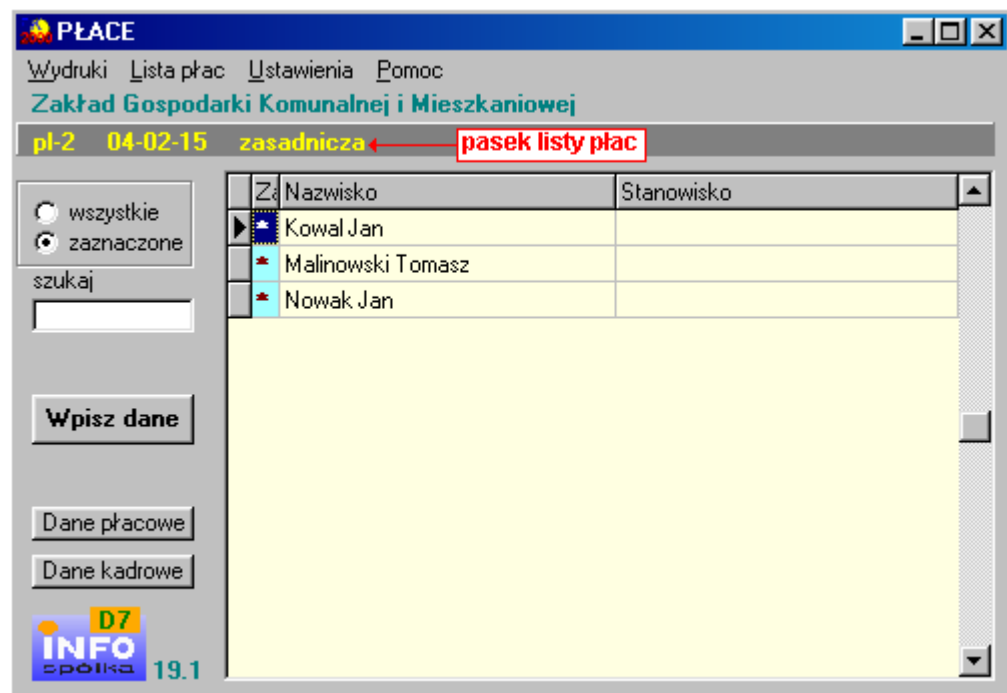 2000 PŁACE
Wydruki Lista płac Ustawienia Pomoc
Zakład Gospodarki Komunalnej i Mieszkaniowej
pl-2 04-02-15 zasadnicza pasek listy płac
wszystkie
zaznaczone
szukaj
Za Nazwisko Stanowisko
* Kowal Jan
* Malinowski Tomasz
* Nowak Jan
Wpisz dane
Dane płacowe
Dane kadrowe
D7
INFO
spółka 19.1